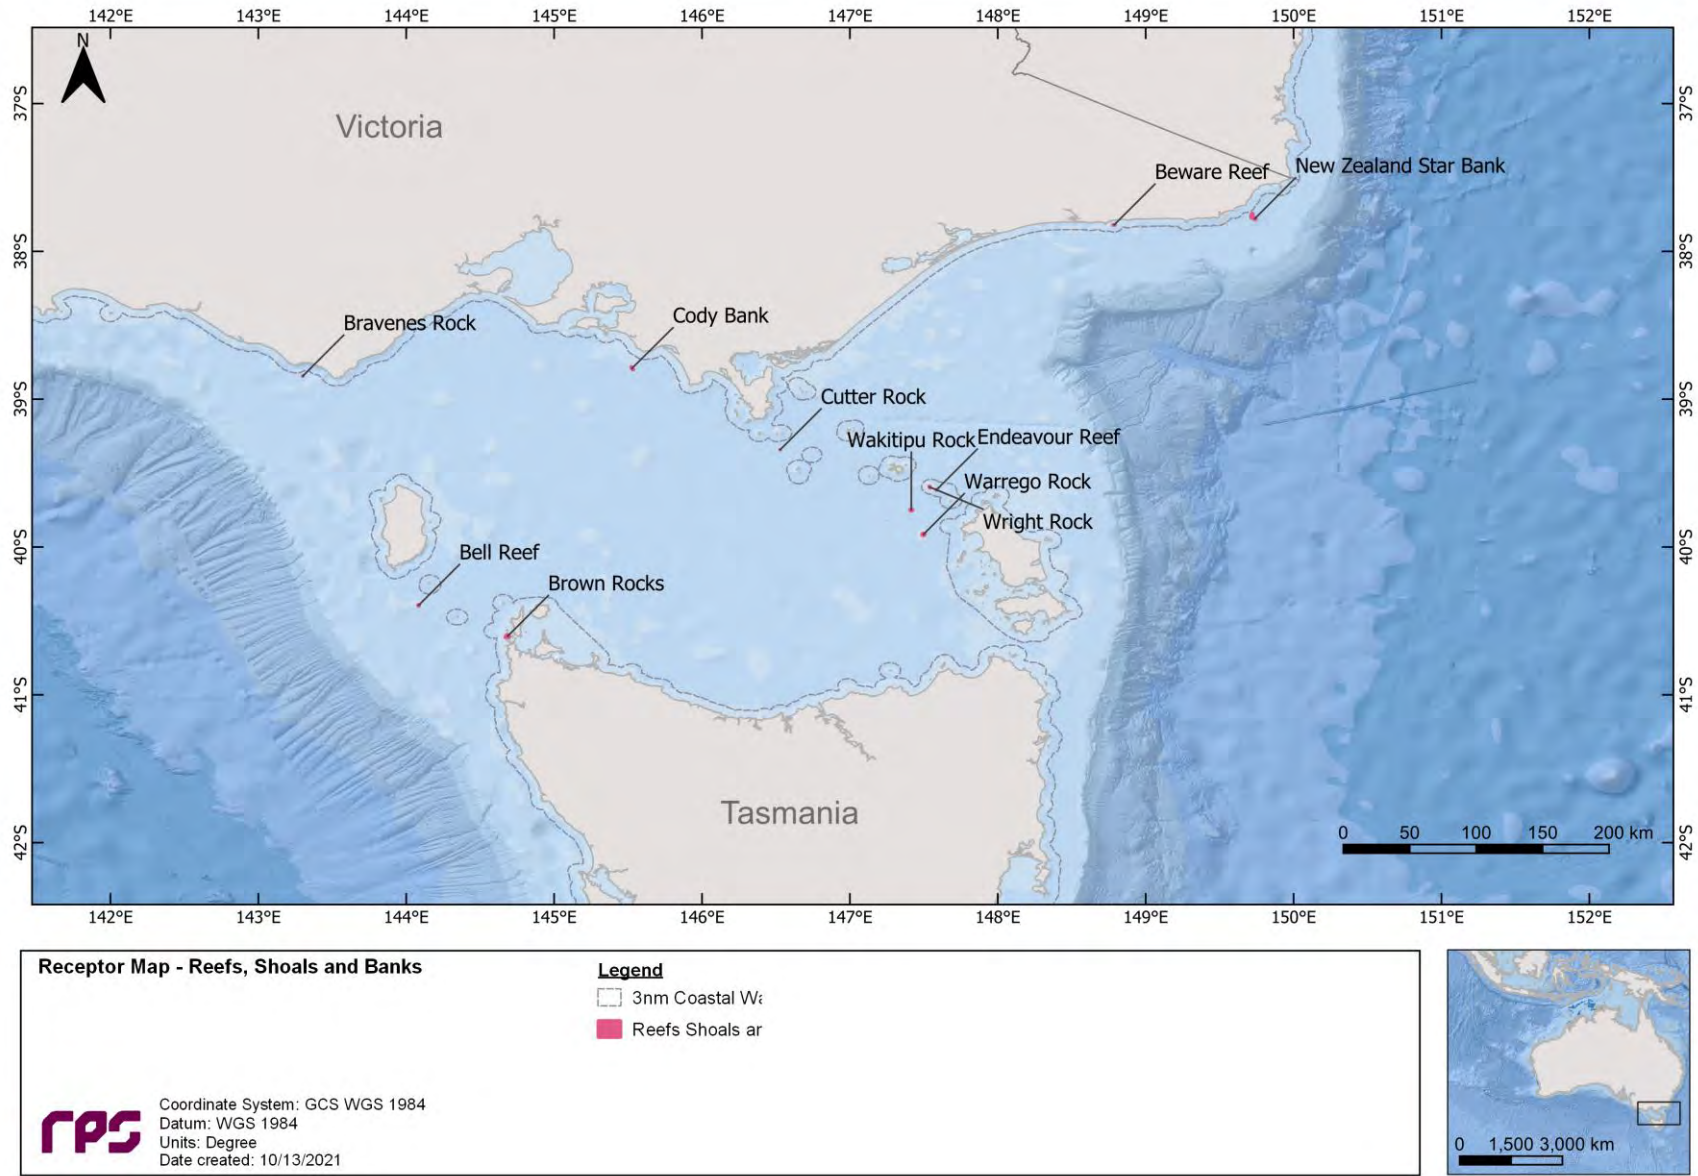 142°E 143°E 144°E 145°E 146°E 147°E 148°E 149°E 150°E 151°E 152°E
N
37°S 37°S
Victoria
Beware Reef
New Zealand Star Bank
38°S 38°S
Bravenes Rock
Cody Bank
39°S 39°S
Cutter Rock
Wakitipu Rock
Endeavour Reef
Warrego Rock
Wright Rock
40°S 40°S
Bell Reef
Brown Rocks
41°S 41°S
Tasmania
42°S 42°S
0 50 100 150 200 km
142°E 143°E 144°E 145°E 146°E 147°E 148°E 149°E 150°E 151°E 152°E
Receptor Map - Reefs, Shoals and Banks
Legend
3nm Coastal Wa
Reefs Shoals ar
rps
Coordinate System: GCS WGS 1984
Datum: WGS 1984
Units: Degree
Date created: 10/13/2021
0 1,500 3,000 km